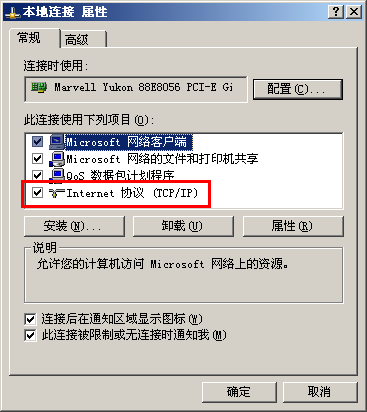 本地连接 属性
常规
高级
连接时使用:
Marvell Yukon 88E8056 PCI-E Gi
配置(C)...
此连接使用下列项目(O):
Microsoft 网络客户端
Microsoft 网络的文件和打印机共享
QoS 数据包计划程序
Internet 协议 (TCP/IP)
安装(N)...
卸载(U)
属性(R)
说明
允许您的计算机访问 Microsoft 网络上的资源。
连接后在通知区域显示图标(W)
此连接被限制或无连接时通知我(M)
确定
取消